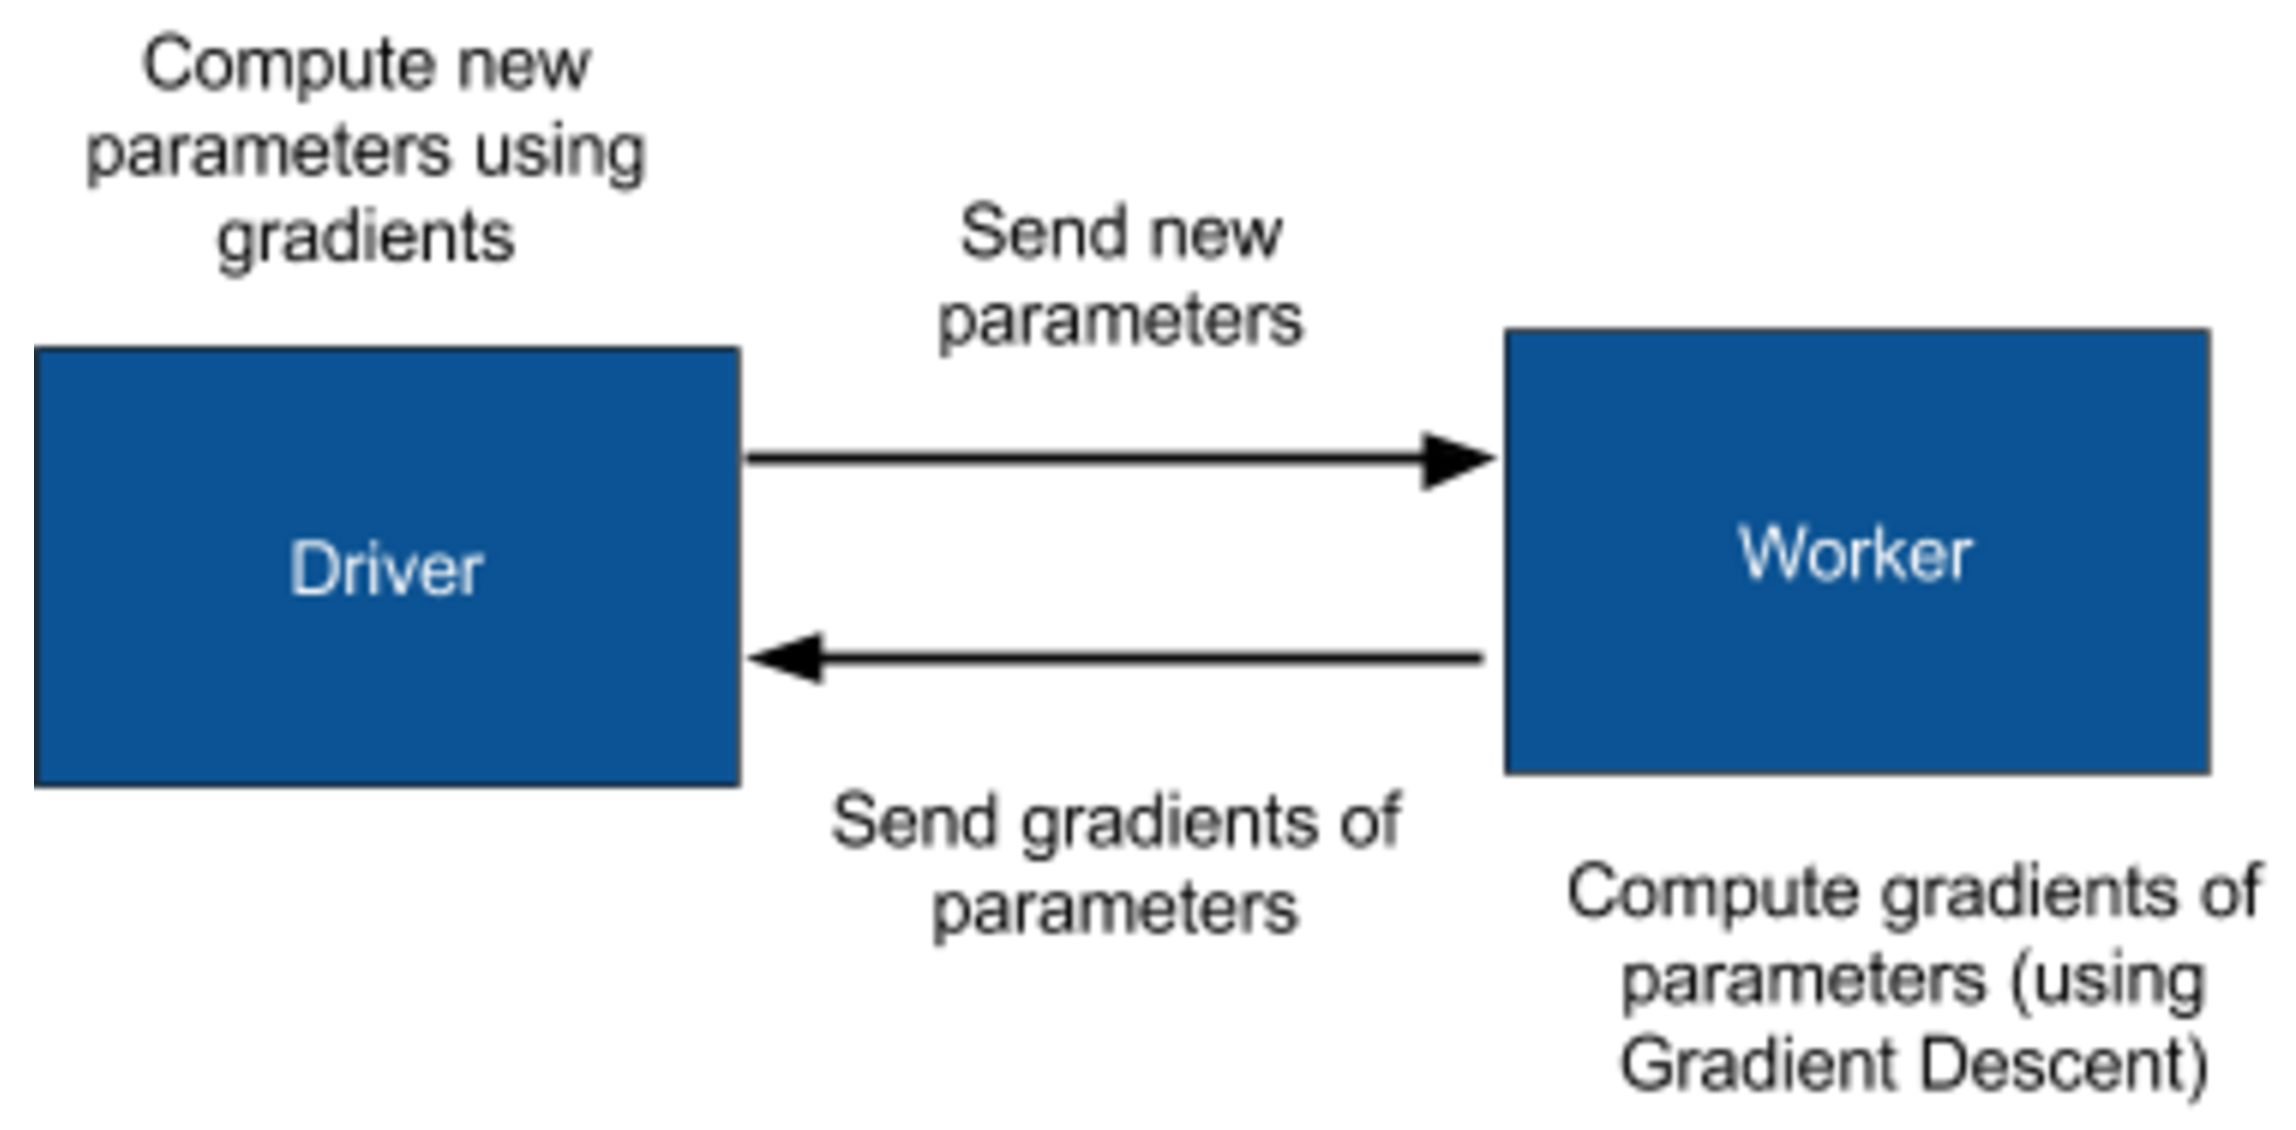 Compute new
parameters using
gradients
Send new
parameters
Driver
Worker
Send gradients of
parameters
Compute gradients of
parameters (using
Gradient Descent)